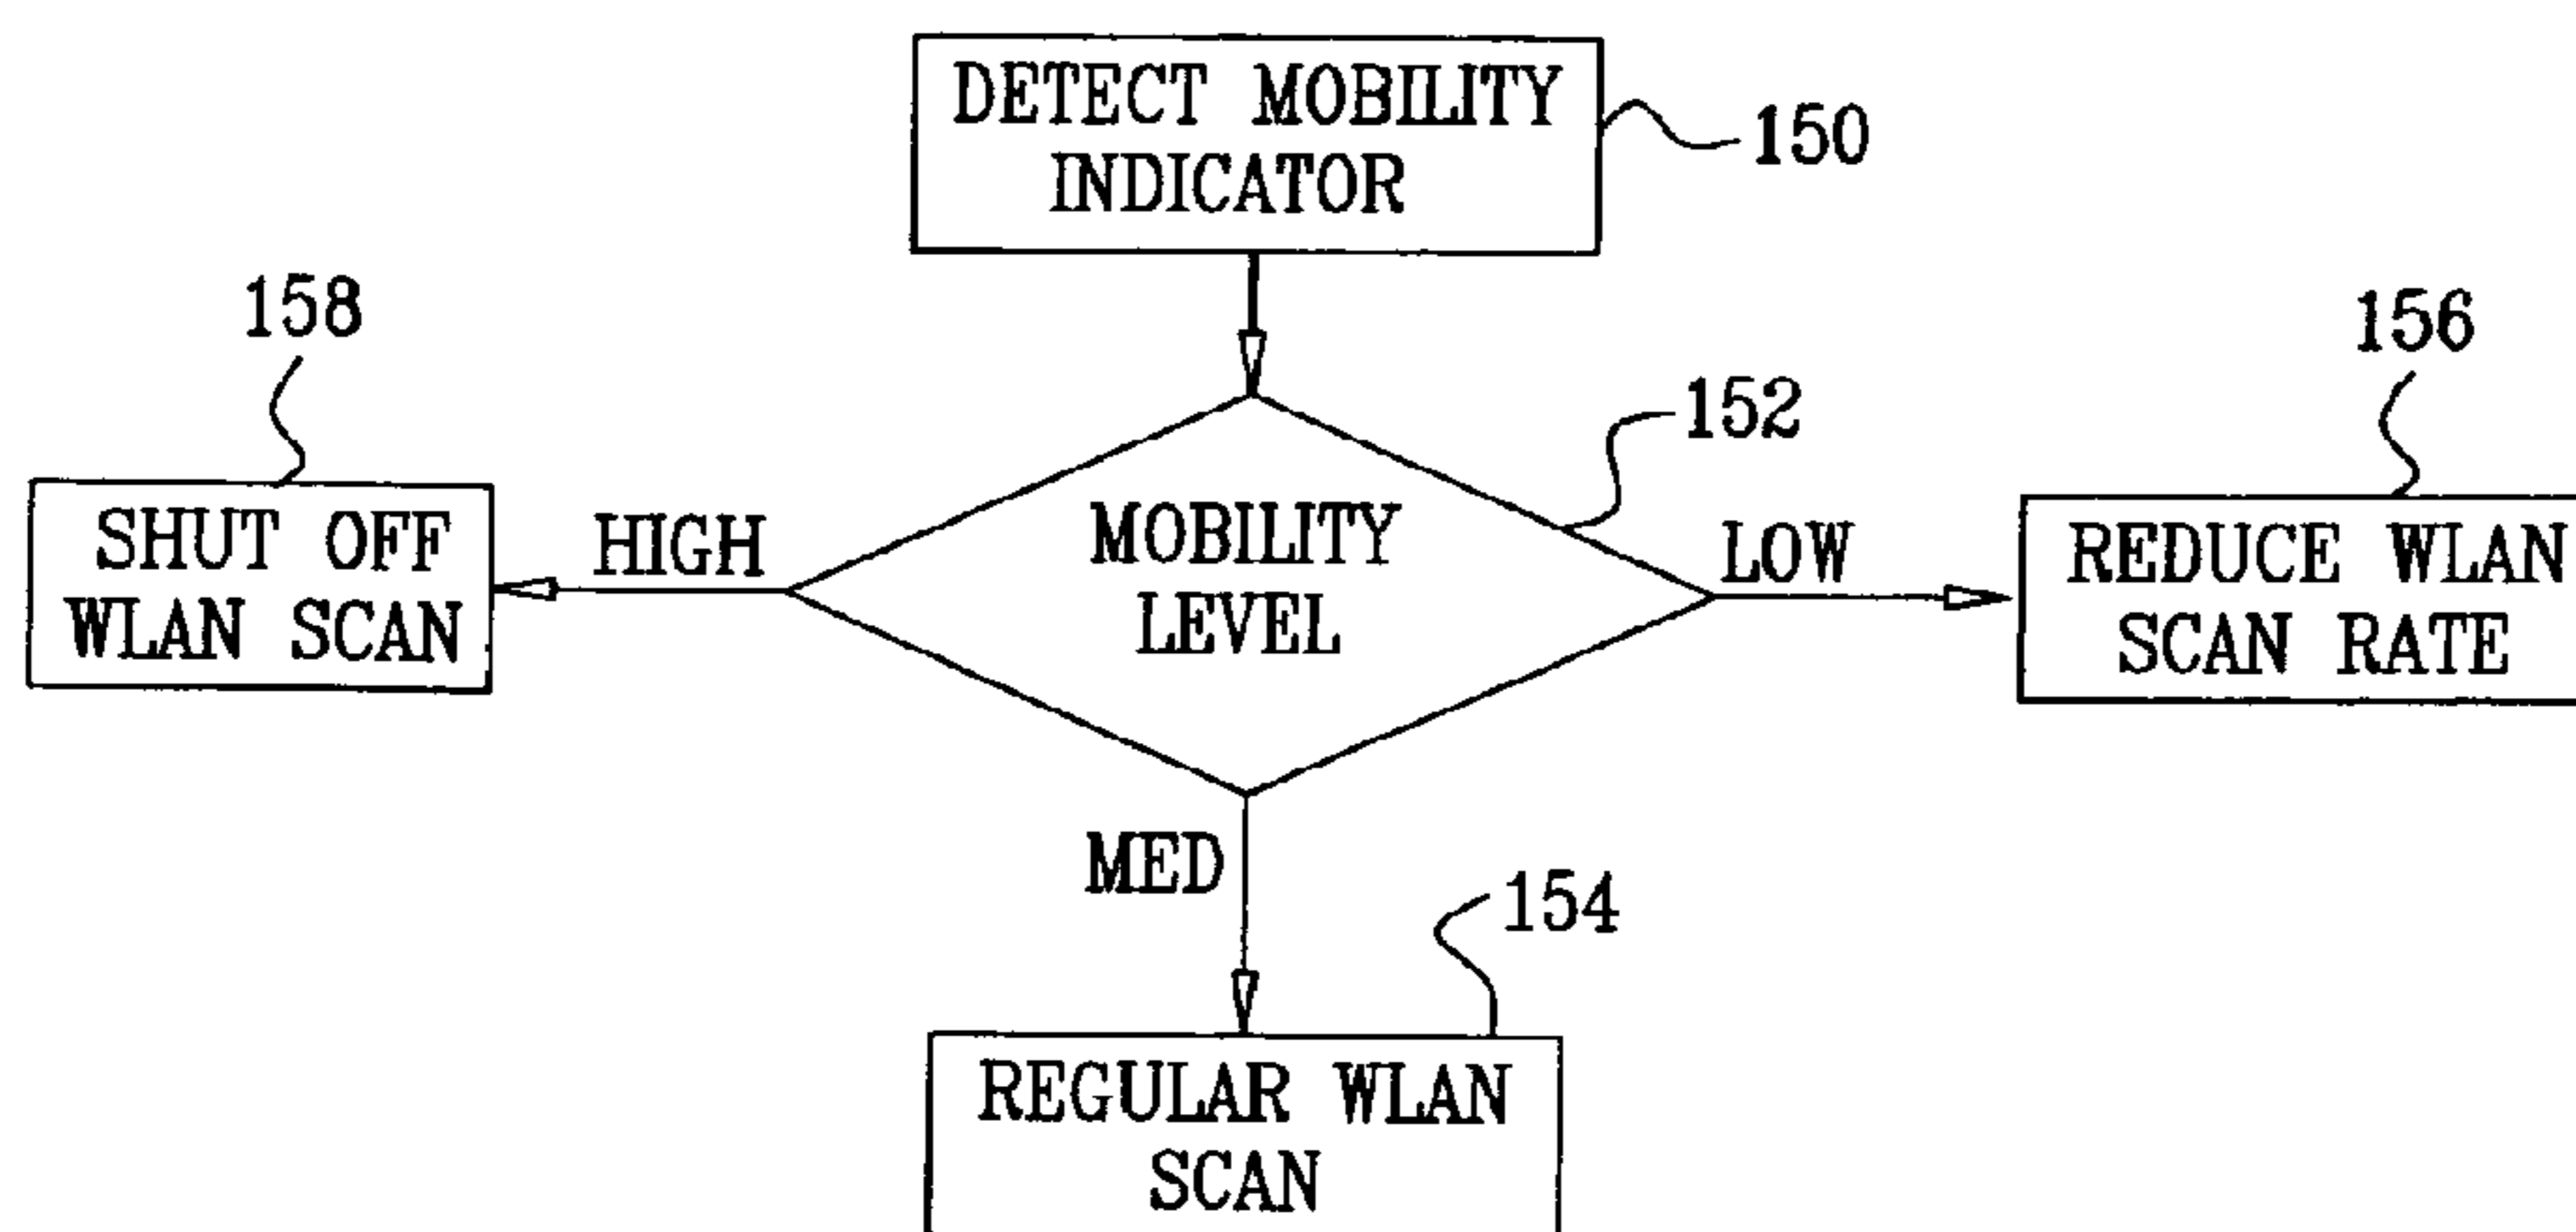 DETECT MOBILITY
INDICATOR
150
158
156
152
SHUT OFF
WLAN SCAN
HIGH
MOBILITY
LEVEL
LOW
REDUCE WLAN
SCAN RATE
MED
154
REGULAR WLAN
SCAN